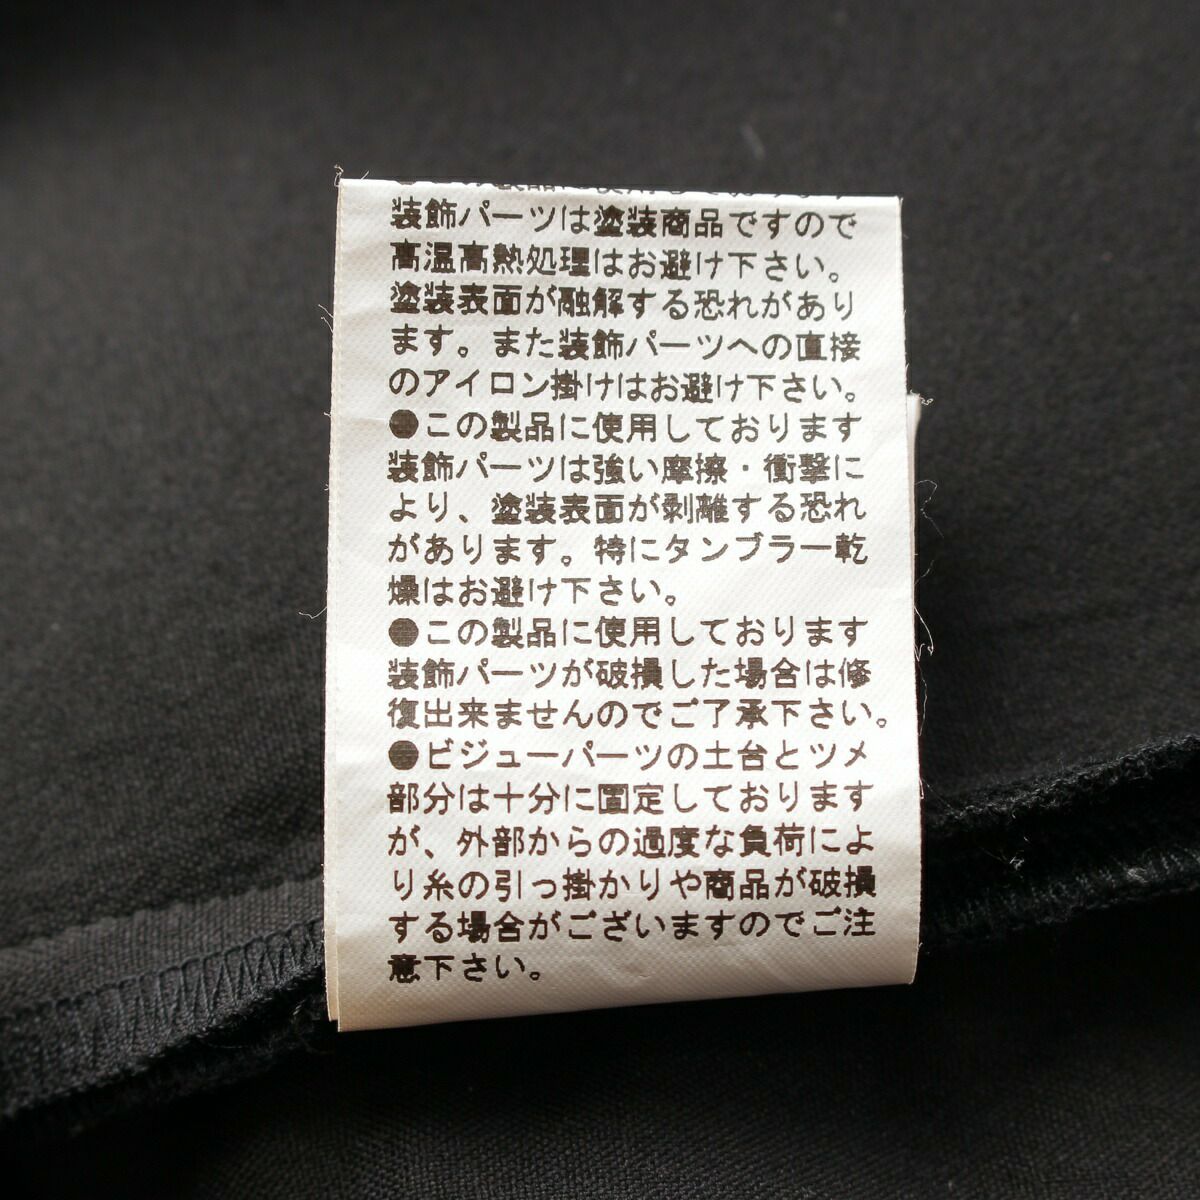 装飾パーツは塗装商品ですので
高温高熱処理はお避け下さい。
塗装表面が融解する恐れがあり
ます。また装飾パーツへの直接
のアイロン掛けはお避け下さい。
●この製品に使用しております
装飾パーツは強い摩擦・衝撃に
より、塗装表面が剥離する恐れ
があります。特にタンブラー乾
燥はお避け下さい。
●この製品に使用しております
装飾パーツが破損した場合は修
復出来ませんのでご了承下さい。
●ビジューパーツの土台とツメ
部分は十分に固定しております
が、外部からの過度な負荷によ
り糸の引っ掛かりや商品が破損
する場合がございますのでご注
意下さい。